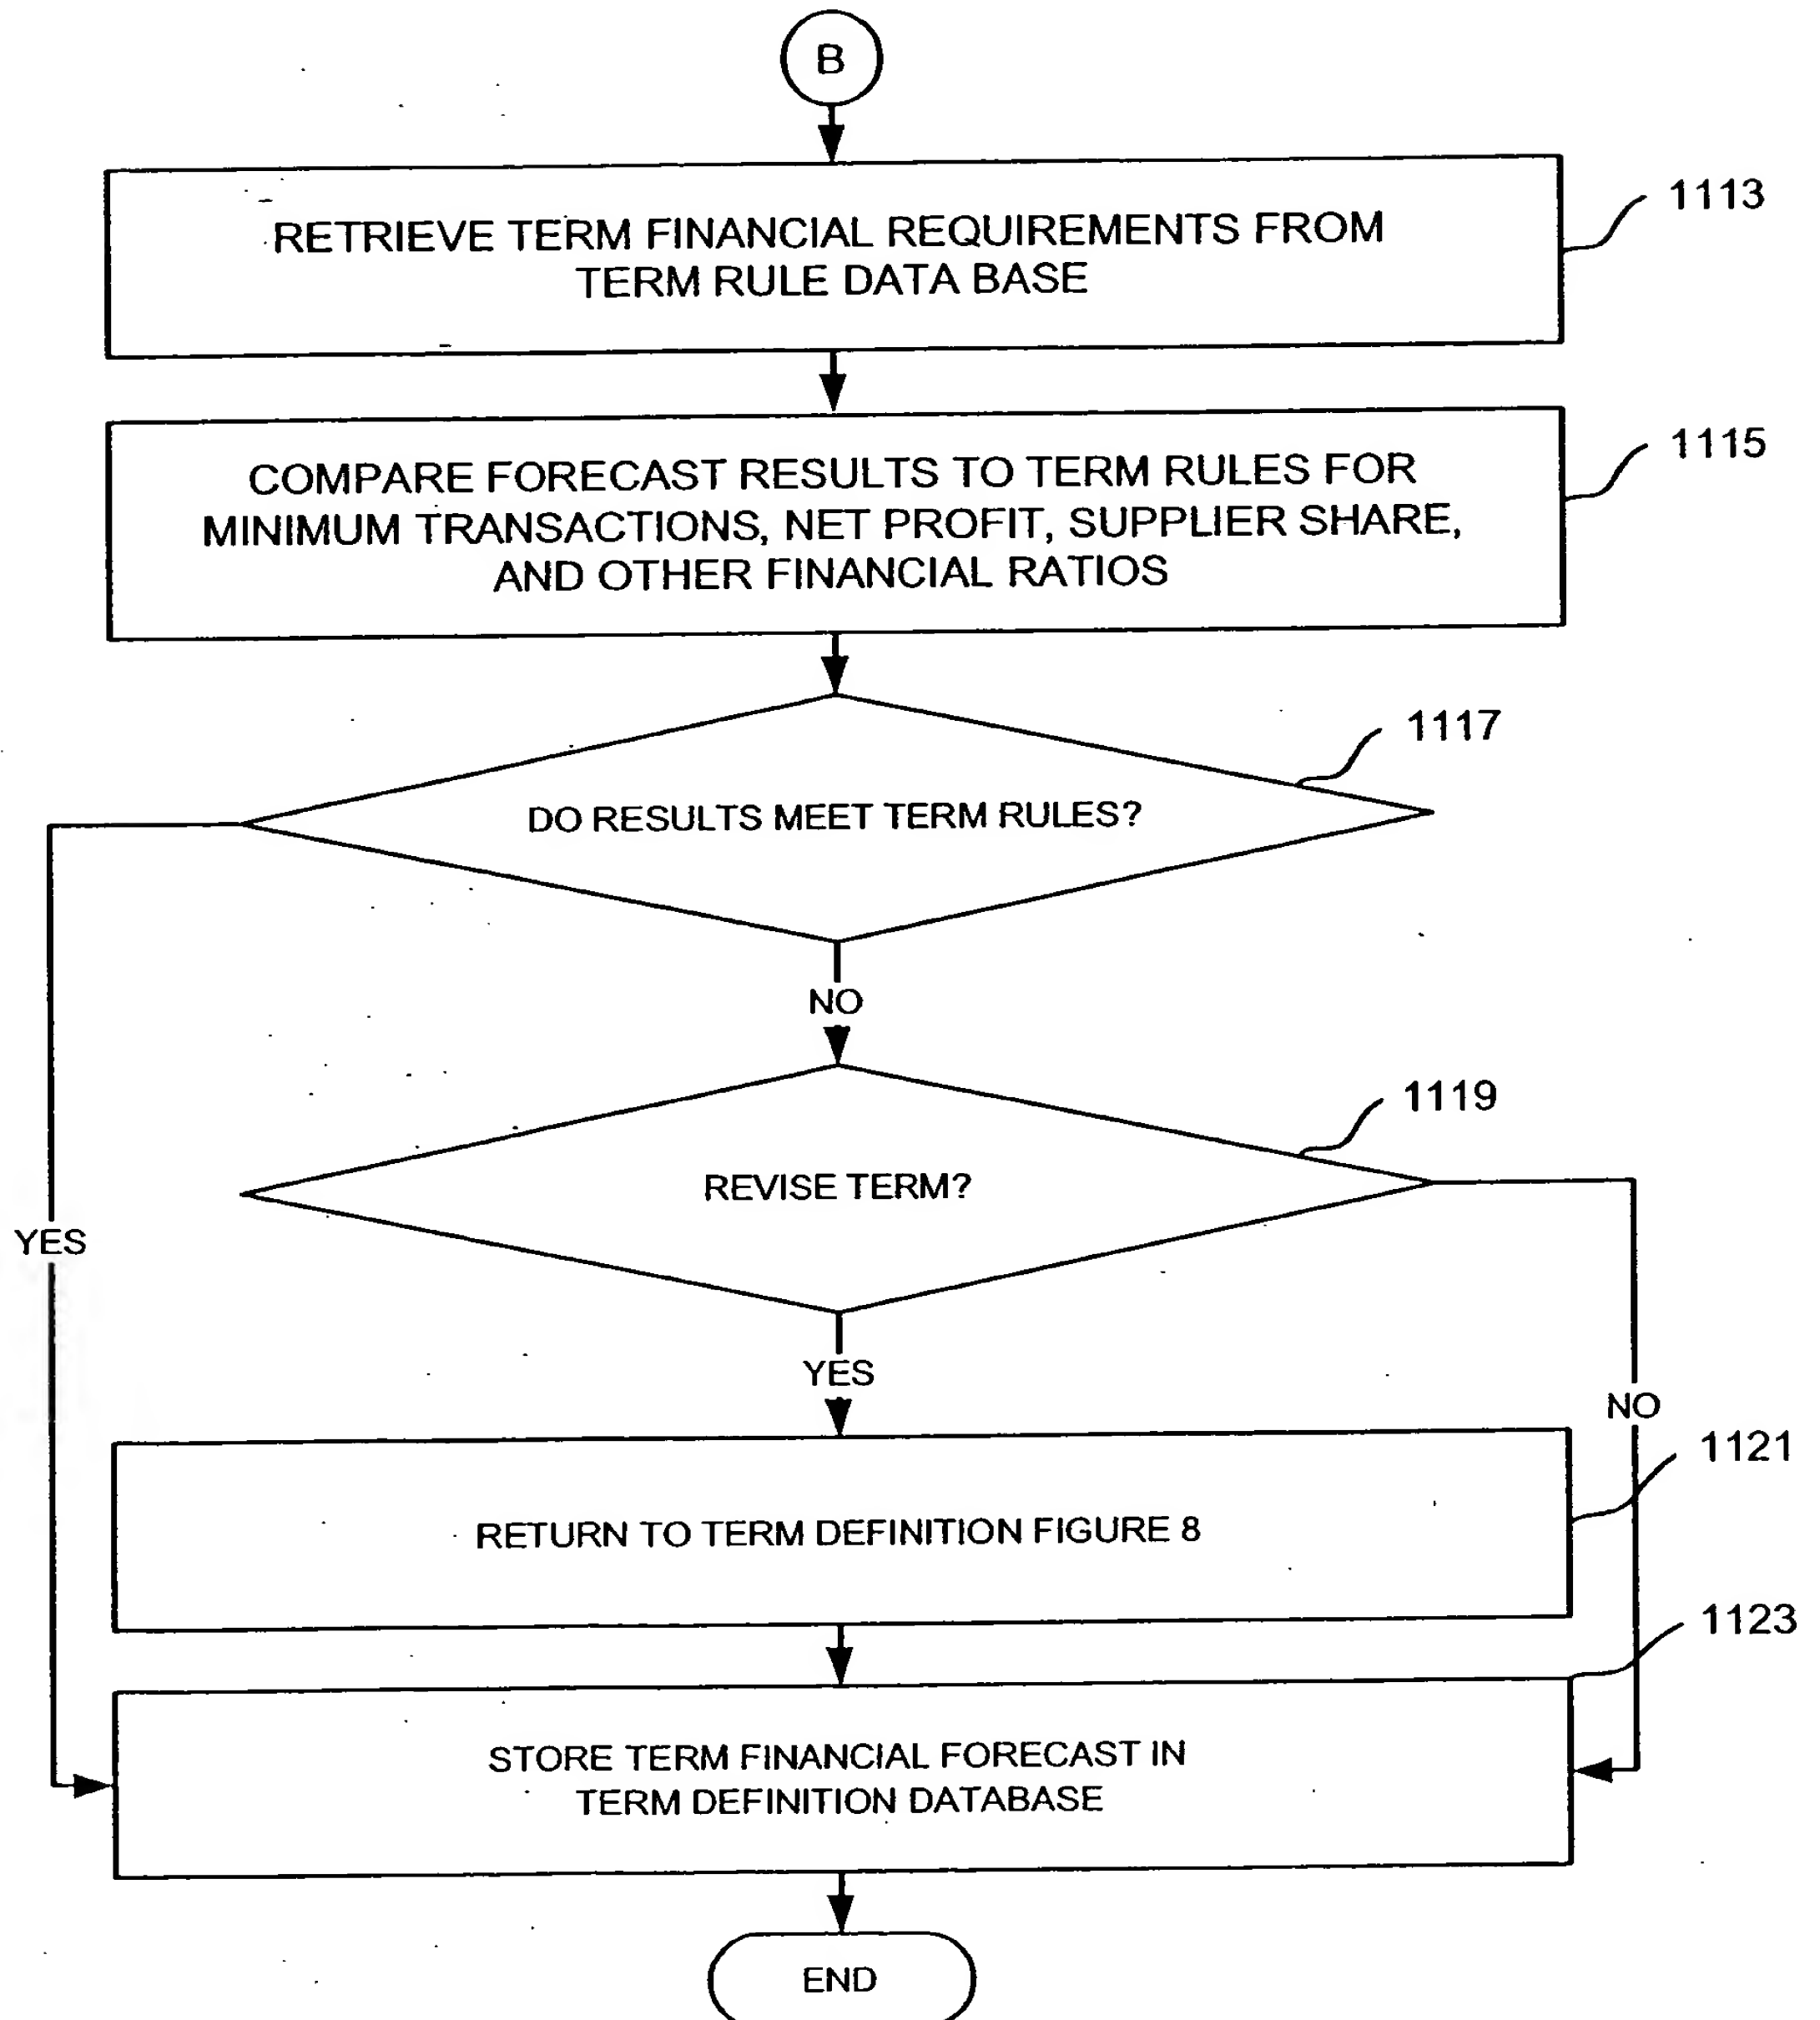 B
RETRIEVE TERM FINANCIAL REQUIREMENTS FROM
TERM RULE DATA BASE
1113
COMPARE FORECAST RESULTS TO TERM RULES FOR
MINIMUM TRANSACTIONS, NET PROFIT, SUPPLIER SHARE,
AND OTHER FINANCIAL RATIOS
1115
DO RESULTS MEET TERM RULES?
1117
NO
REVISE TERM?
1119
YES
YES
NO
RETURN TO TERM DEFINITION FIGURE 8
1121
STORE TERM FINANCIAL FORECAST IN
TERM DEFINITION DATABASE
1123
END